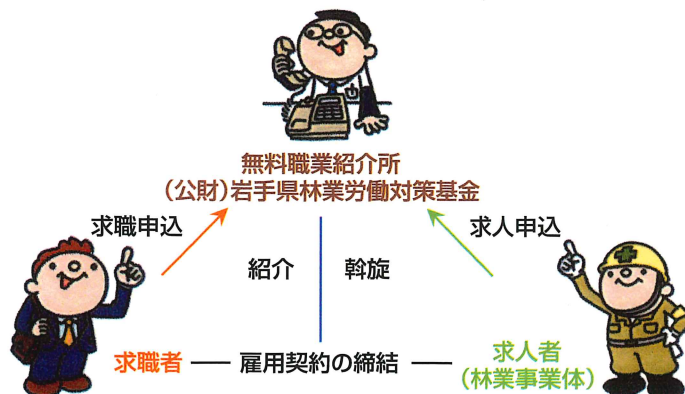 無料職業紹介所
（公財）岩手県林業労働対策基金
求職申込
求人申込
紹介
斡旋
求職者
雇用契約の締結
求人者
（林業事業体）